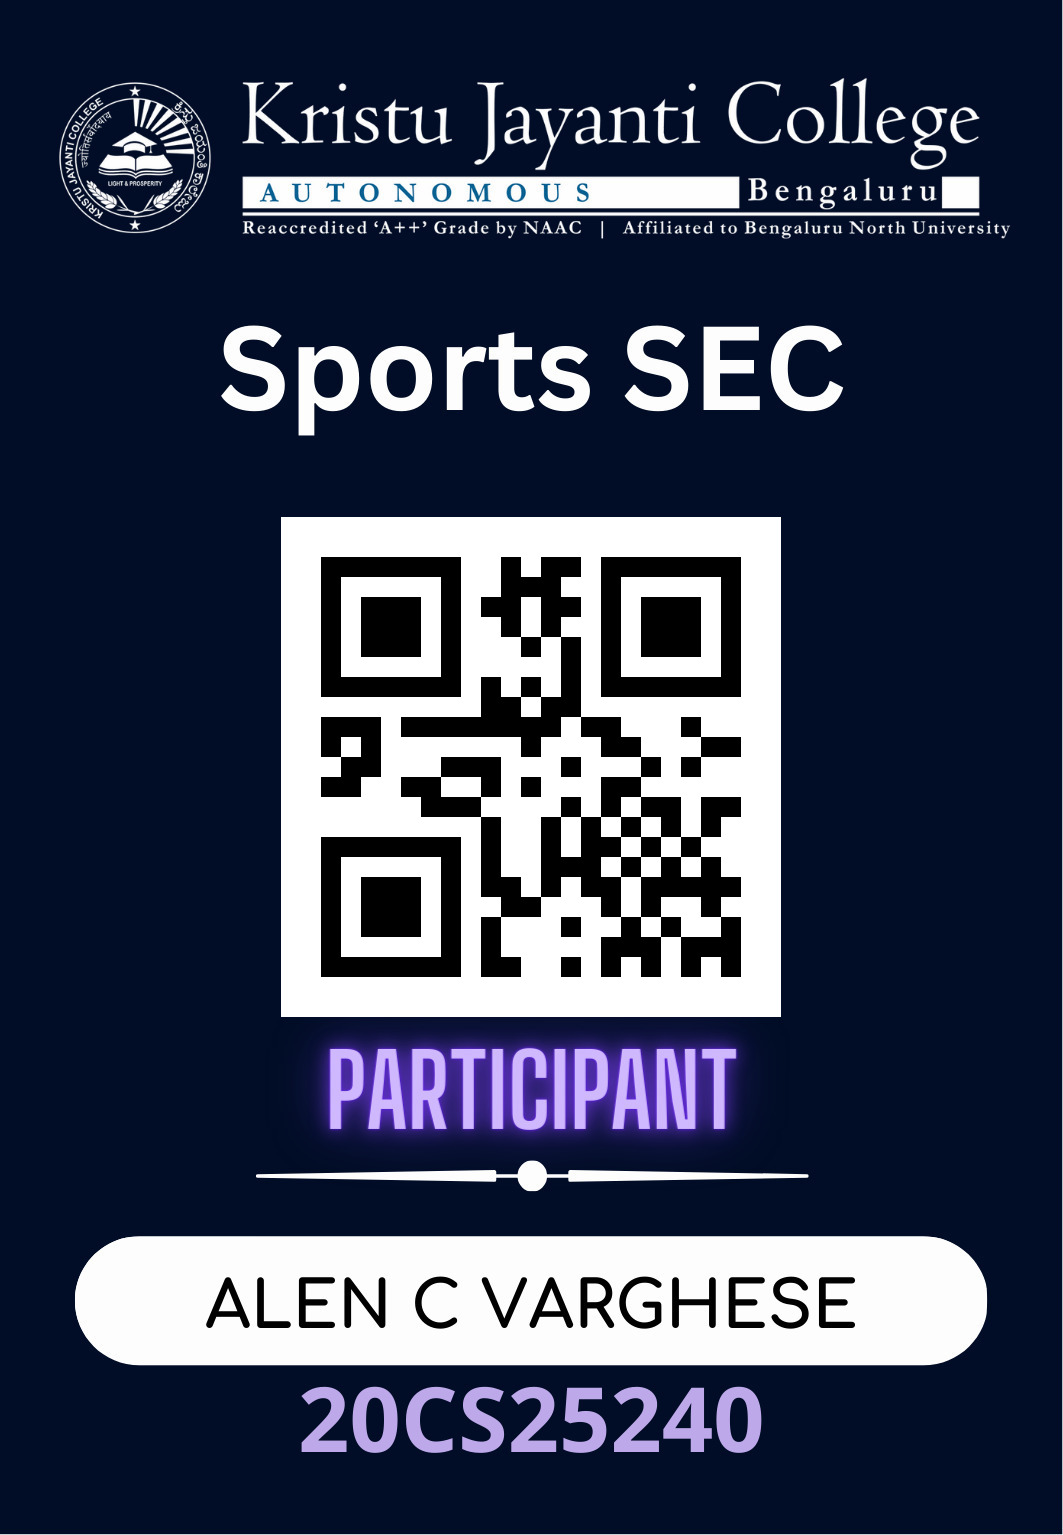 Kristu Jayanti College
AUTONOMOUS Bengaluru
Reaccredited ‘A++’ Grade by NAAC | Affiliated to Bengaluru North University
KRISTU JAYANTI COLLEGE
LIGHT & PROSPERITY
Sports SEC
PARTICIPANT
ALEN C VARGHESE
20CS25240